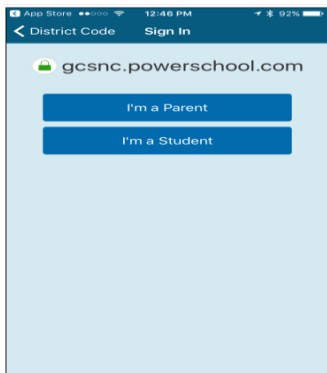 App Store 12:46 PM 92%
District Code Sign In
gcsnc.powerschool.com
I'm a Parent
I'm a Student